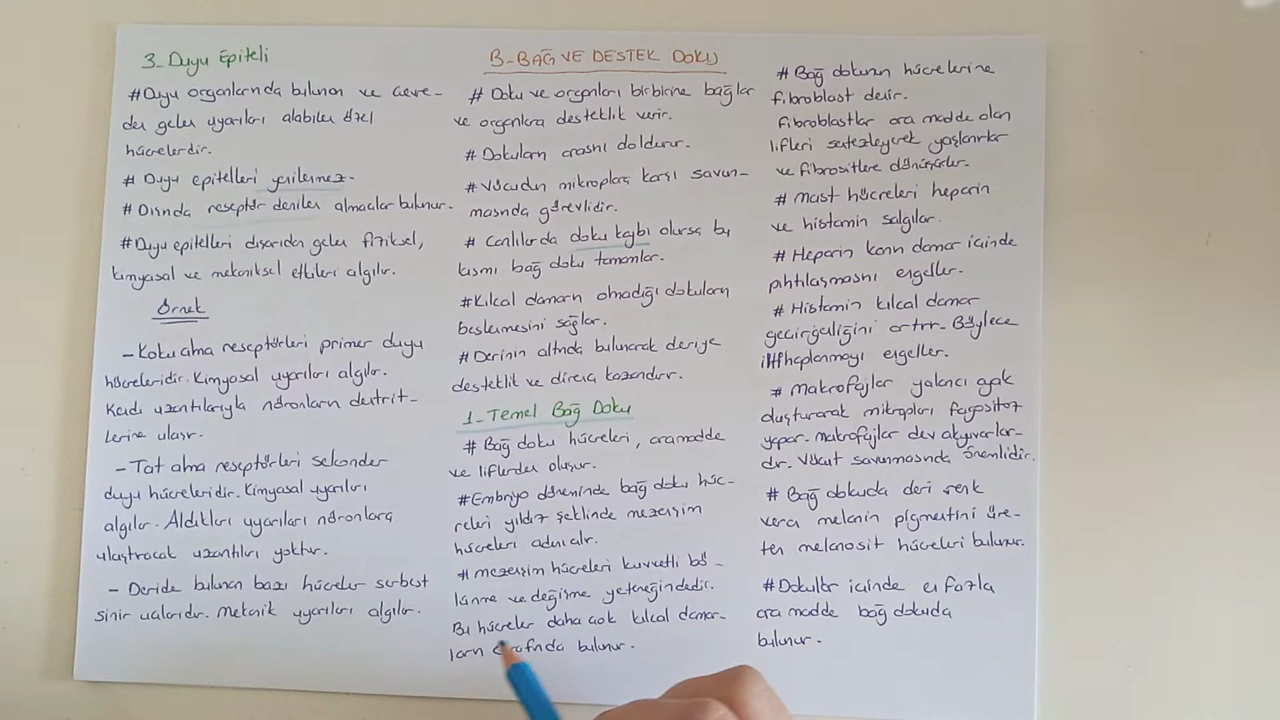 3- Duyu Epiteli
#Duyu organlarında bulunan ve çevre-
den gelen uyarıları alabilen özel
hücrelerdir.
# Duyu epitelleri yenilenmez.
# Dışında reseptör denilen almaçlar bulunur.
#Duyu epitelleri dışarıdan gelen fiziksel,
kimyasal ve mekaniksel etkileri algılar.
Örnek
- Koku alma reseptörleri primer duyu
hücreleridir. Kimyasal uyarıları algılar.
Kendi uzantılarıyla nöronların dentrit-
lerine ulaşır.
- Tat alma reseptörleri sekonder
duyu hücreleridir. Kimyasal uyarıları
algılar. Aldıkları uyarıları nöronlara
ulaştıracak uzantıları yoktur.
- Deride bulunan bazı hücreler serbest
sinir uçlarıdır. Mekanik uyarıları algılar.
B- BAĞ VE DESTEK DOKU
# Doku ve organları birbirine bağlar
ve organlara desteklik verir.
# Dokuların arasını doldurur.
# Vücudun mikroplara karşı savun-
masında görevlidir.
# Canlılarda doku kaybı olursa bu
kısmı bağ doku tamamlar.
#Kılcal damarın olmadığı dokuların
beslenmesini sağlar.
# Derinin altında bulunarak deriye
desteklik ve direnç kazandırır.
1- Temel Bağ Doku
# Bağ doku hücreleri, ara madde
ve liflerden oluşur.
#Embriyo döneminde bağ doku hüc-
releri yıldız şeklinde mezenşim
hücreleri adını alır.
# mezenşim hücreleri kuvvetli bö-
lünme ve değişme yeteneğindedir.
Bu hücreler daha çok kılcal damar-
ların etrafında bulunur.
# Bağ dokunun hücrelerine
fibroblast denir.
Fibroblastlar ara madde olan
lifleri sentezleyerek yaşlanırlar
ve fibrositlere dönüşürler.
# Mast hücreleri heparin
ve histamin salgılar.
# Heparin kanın damar içinde
pıhtılaşmasını engeller.
# Histamin kılcal damar
geçirgenliğini artırır. Böylece
iltihaplanmayı engeller.
# Makrofajlar yalancı ayak
oluşturarak mikropları fagositoz
yapar. Makrofajlar dev akyuvarlar-
dır. Vücut savunmasında önemlidir.
# Bağ dokuda deri renk
veren melanin pigmentini üre-
ten melanosit hücreleri bulunur.
#Dokular içinde en fazla
ara madde bağ dokuda
bulunur.